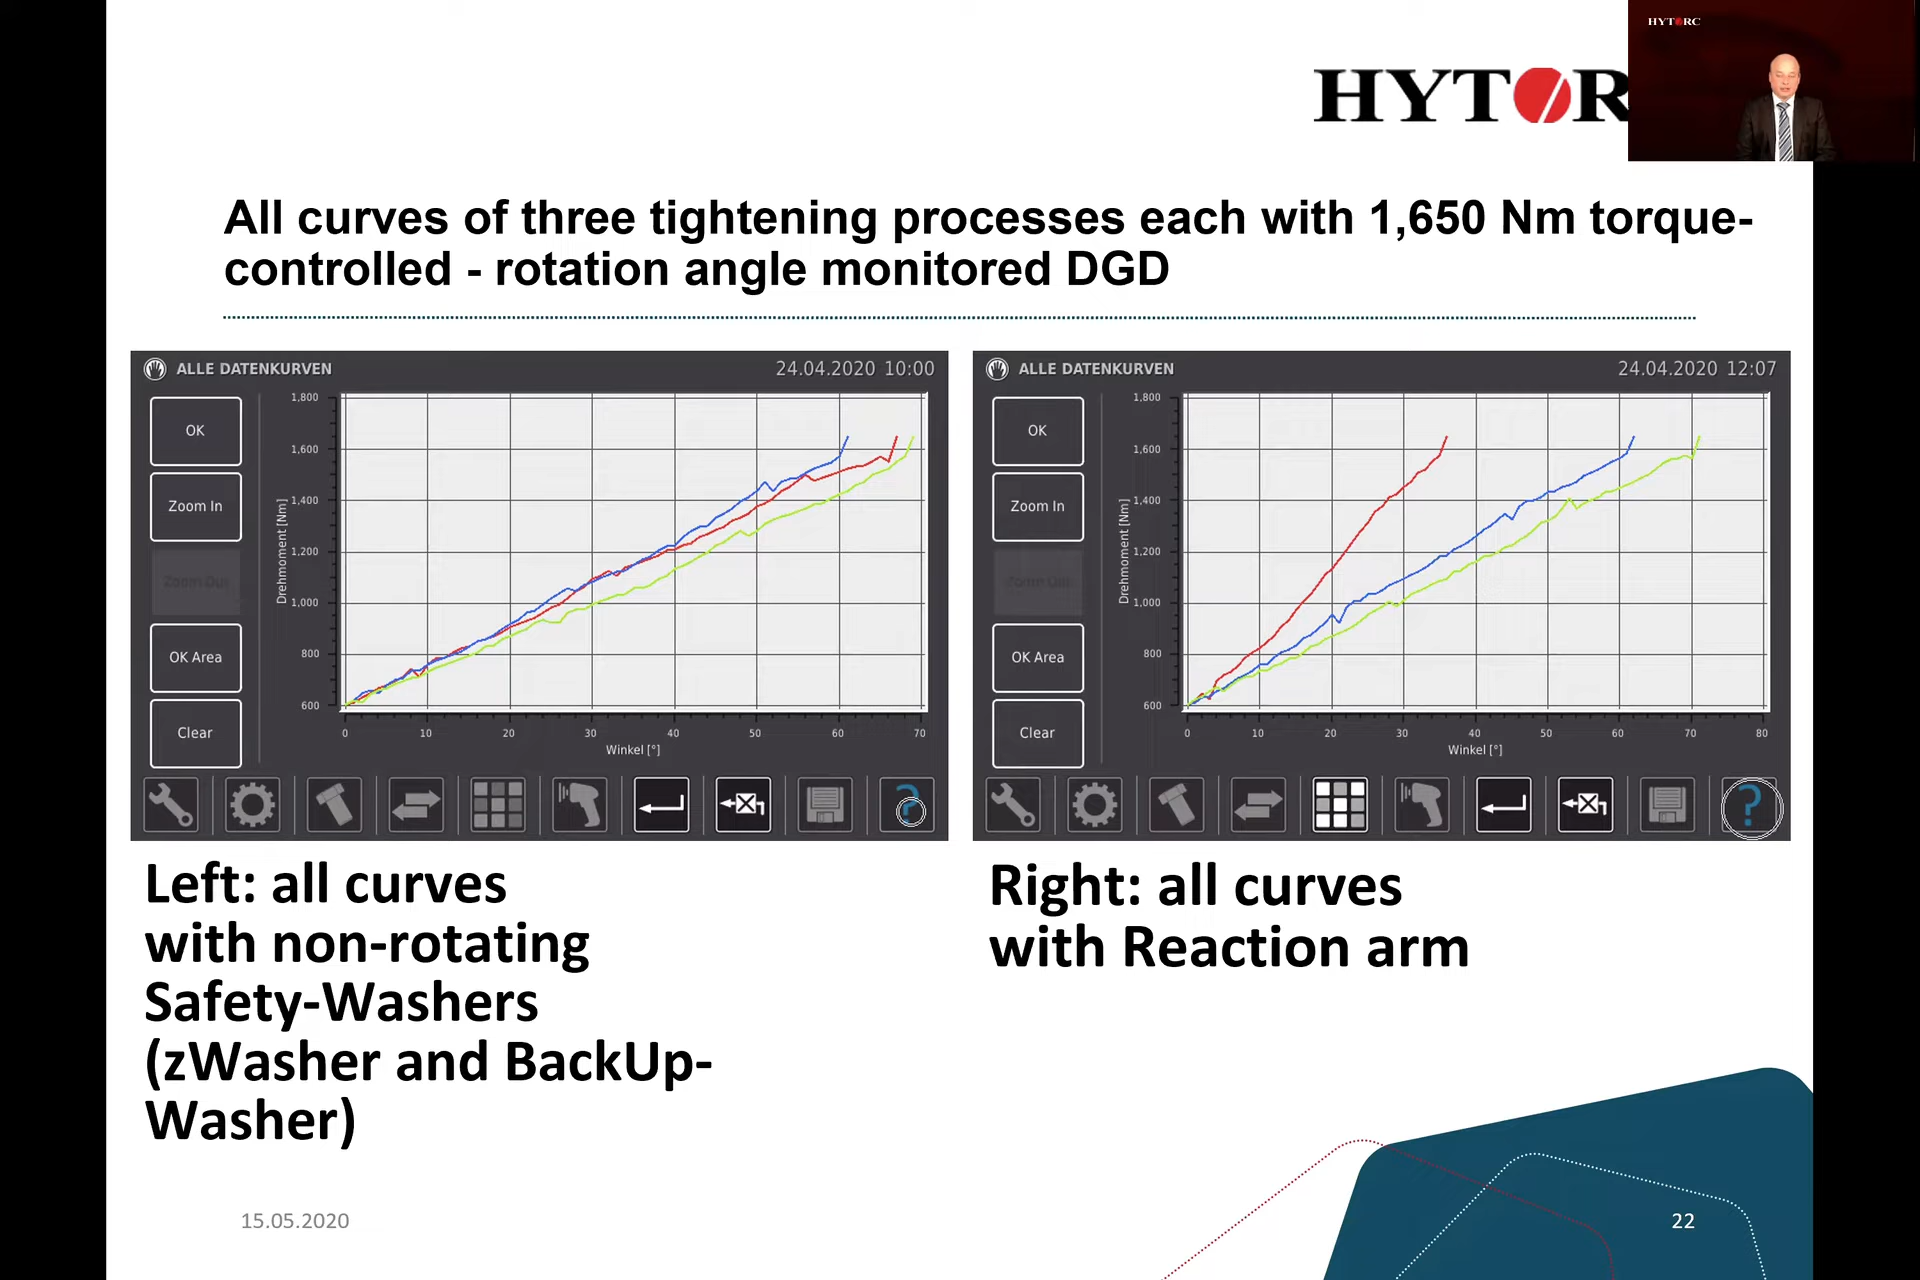 HYTORC
HYTOR
All curves of three tightening processes each with 1,650 Nm torque-
controlled - rotation angle monitored DGD
ALLE DATENKURVEN
24.04.2020 10:00
OK
Zoom In
Zoom Out
OK Area
Clear
Drehmoment [Nm]
1,800
1,600
1,400
1,200
1,000
800
600
0 10 20 30 40 50 60 70
Winkel [°]
?
ALLE DATENKURVEN
24.04.2020 12:07
OK
Zoom In
Zoom Out
OK Area
Clear
Drehmoment [Nm]
1,800
1,600
1,400
1,200
1,000
800
600
0 10 20 30 40 50 60 70 80
Winkel [°]
?
Left: all curves
with non-rotating
Safety-Washers
(zWasher and BackUp-
Washer)
Right: all curves
with Reaction arm
15.05.2020
22